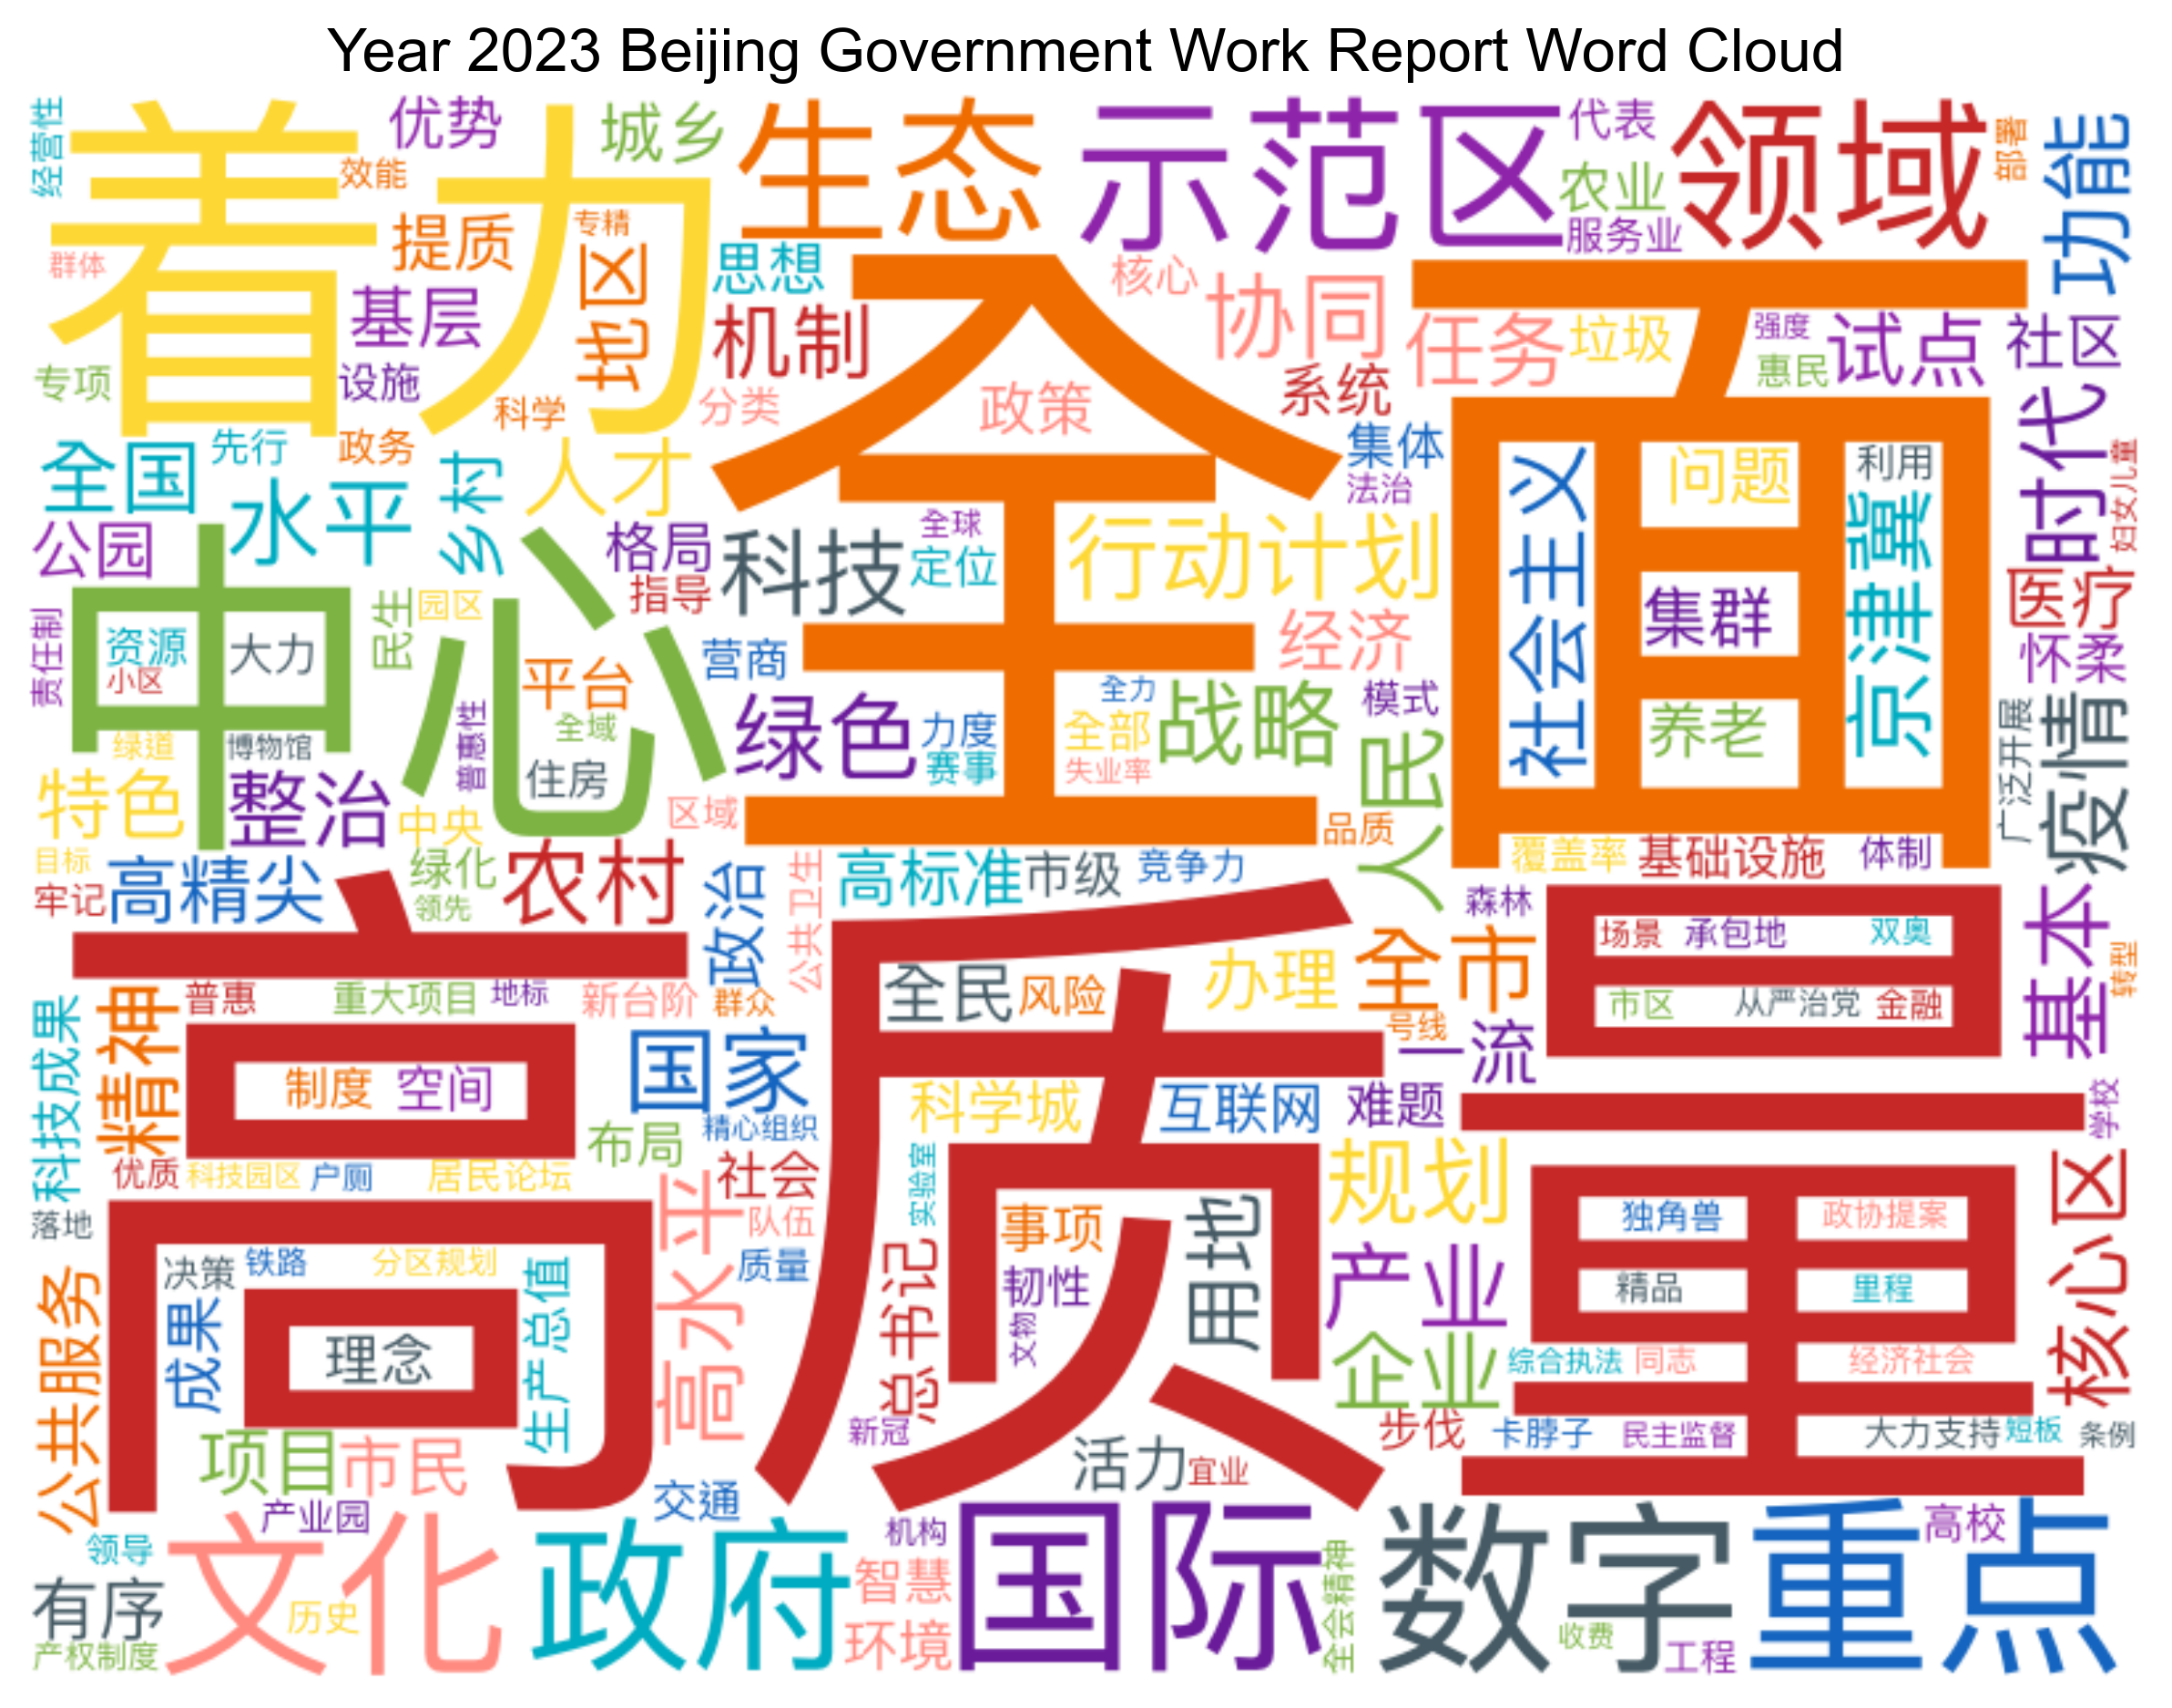 Year 2023 Beijing Government Work Report Word Cloud
经营性
着力
优势
城乡
生态
示范区
代表
领域
部署
功能
效能
农业
提质
专精
服务业
群体
地区
思想
核心
协同
全面
基层
机制
任务
垃圾
强度
试点
社区
专项
设施
科学
分类
政策
系统
惠民
时代
全国
先行
政务
乡村
人才
集体
法治
社会主义
问题
利用
妇女儿童
水平
公园
中心
格局
科技
全球
定位
行动计划
京津冀
医疗
指导
民生
园区
集群
责任制
资源
大力
小区
平台
营商
经济
怀柔
全域
普惠性
绿色
力度
全力
全部
战略
模式
养老
疫情
广泛开展
绿道
博物馆
住房
赛事
失业率
人民
特色
整治
中央
区域
品质
目标
高精尖
绿化
农村
政治
公共卫生
高标准
市级
竞争力
覆盖率
基础设施
体制
牢记
领先
森林
基本
高质量
场景
承包地
双奥
全民
风险
办理
全市
转型
科技成果
精神
普惠
重大项目
地标
新台阶
群众
市区
从严治党
金融
号线
一流
国家
制度
空间
科学城
互联网
难题
学校
布局
精心组织
优质
科技园区
户厕
居民论坛
社会
实验室
规划
核心区
落地
高水平
队伍
事项
用地
独角兽
政协提案
决策
铁路
分区规划
生产总值
质量
总书记
韧性
产业
精品
里程
公共服务
成果
理念
文物
企业
综合执法
同志
经济社会
项目
市民
新冠
活力
宜业
步伐
卡脖子
民主监督
大力支持
短板
条例
产业园
交通
领导
文化
政府
机构
国际
全会精神
数字
重点
高校
有序
历史
智慧
产权制度
环境
收费
工程